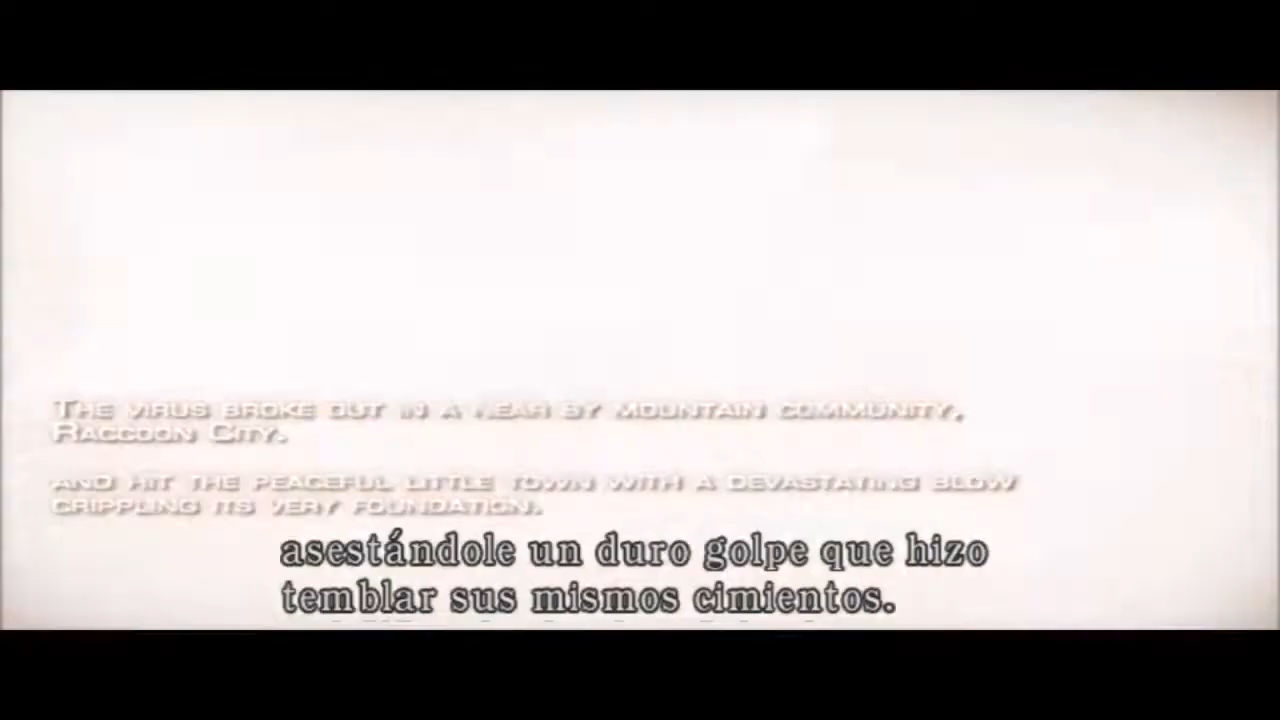 The virus broke out in a near by mountain community,
Raccoon City.
and hit the peaceful little town with a devastating blow
crippling its very foundation.
asestándole un duro golpe que hizo
temblar sus mismos cimientos.